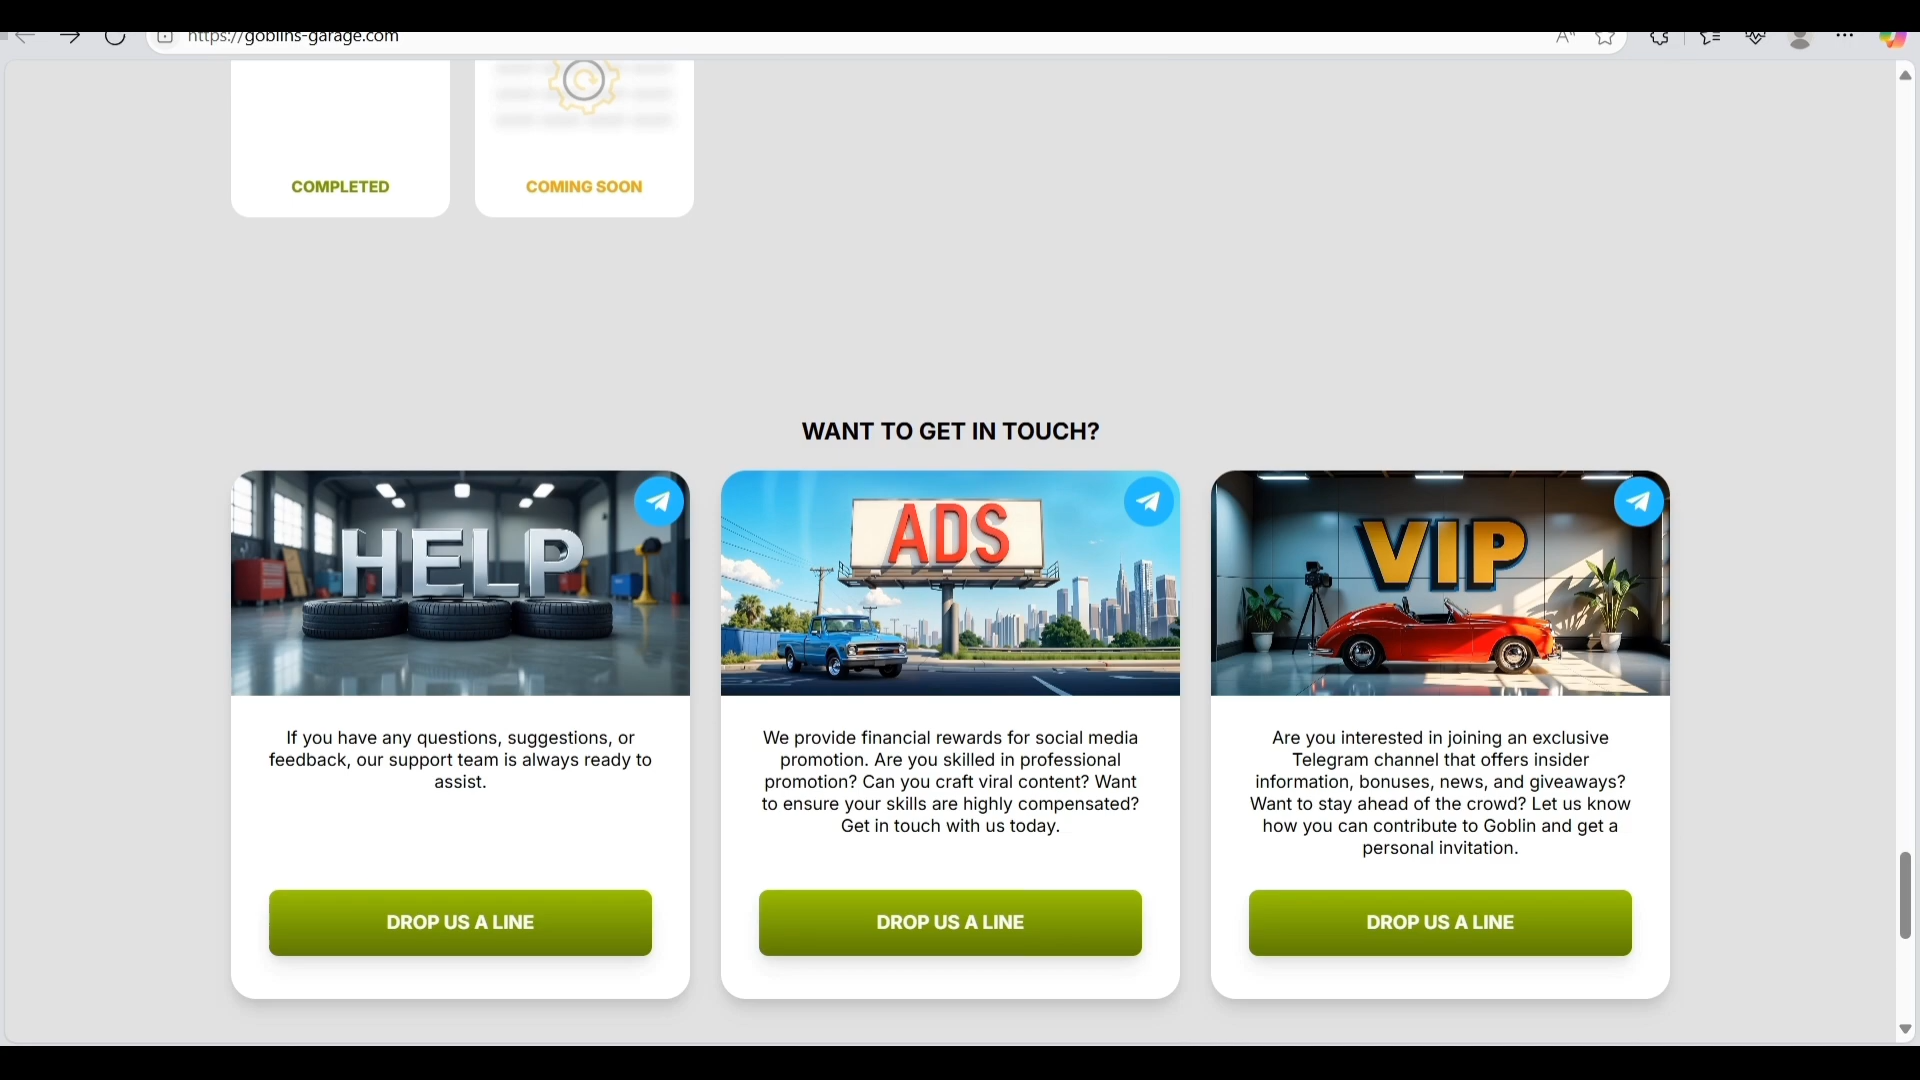 https://goblins-garage.com
COMPLETED
COMING SOON
WANT TO GET IN TOUCH?
HELP
ADS
VIP
If you have any questions, suggestions, or
feedback, our support team is always ready to
assist.
We provide financial rewards for social media
promotion. Are you skilled in professional
promotion? Can you craft viral content? Want
to ensure your skills are highly compensated?
Get in touch with us today.
Are you interested in joining an exclusive
Telegram channel that offers insider
information, bonuses, news, and giveaways?
Want to stay ahead of the crowd? Let us know
how you can contribute to Goblin and get a
personal invitation.
DROP US A LINE
DROP US A LINE
DROP US A LINE